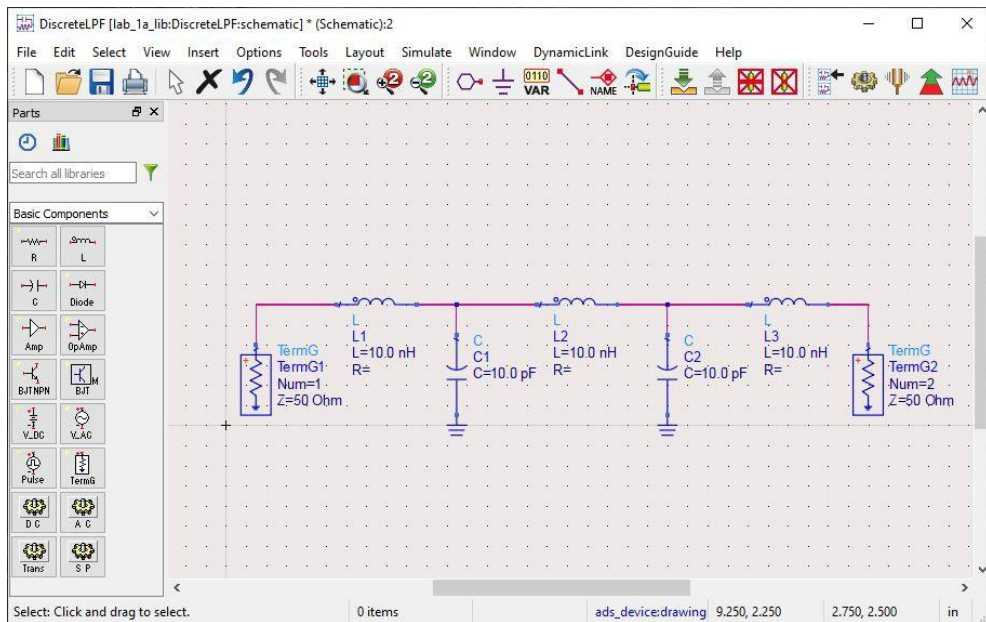 DiscreteLPF [lab_1a_lib:DiscreteLPF:schematic] * (Schematic):2
File Edit Select View Insert Options Tools Layout Simulate Window DynamicLink DesignGuide Help
0110
VAR
NAME
Parts
Search all libraries
Basic Components
R L
C Diode
Amp OpAmp
BJTNPN BJT
M
V_DC V_AC
Pulse TermG
DC AC
Trans SP
TermG
TermG1
Num=1
Z=50 Ohm
L
L1
L=10.0 nH
R=
C
C1
C=10.0 pF
L
L2
L=10.0 nH
R=
C
C2
C=10.0 pF
L
L3
L=10.0 nH
R=
TermG
TermG2
Num=2
Z=50 Ohm
Select: Click and drag to select. 0 items ads_device:drawing 9.250, 2.250 2.750, 2.500 in